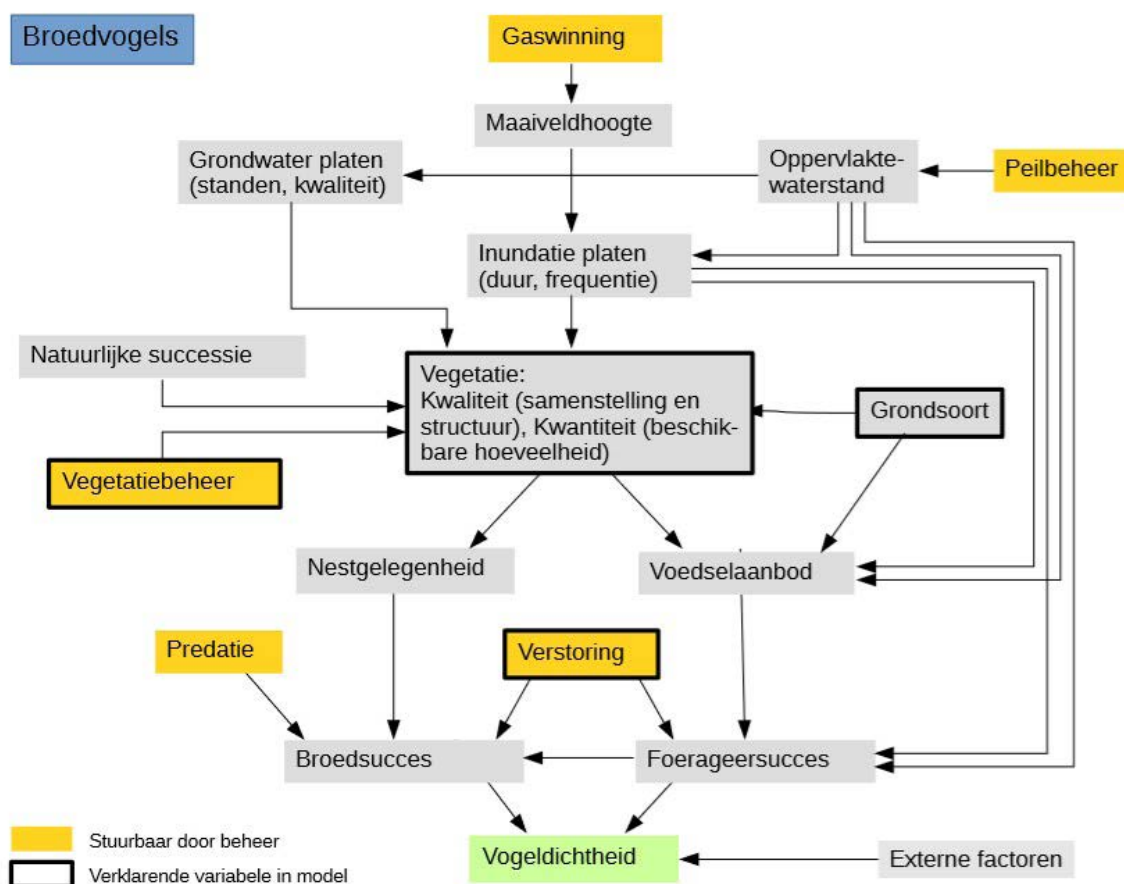 Broedvogels
Gaswinning
Maaiveldhoogte
Grondwater platen
(standen, kwaliteit)
Oppervlakte-
waterstand
Peilbeheer
Inundatie platen
(duur, frequentie)
Natuurlijke successie
Vegetatie:
Kwaliteit (samenstelling en
structuur), Kwantiteit (beschik-
bare hoeveelheid)
Grondsoort
Vegetatiebeheer
Nestgelegenheid
Voedselaanbod
Predatie
Verstoring
Broedsucces
Foerageersucces
Stuurbaar door beheer
Vogeldichtheid
Externe factoren
Verklarende variabele in model